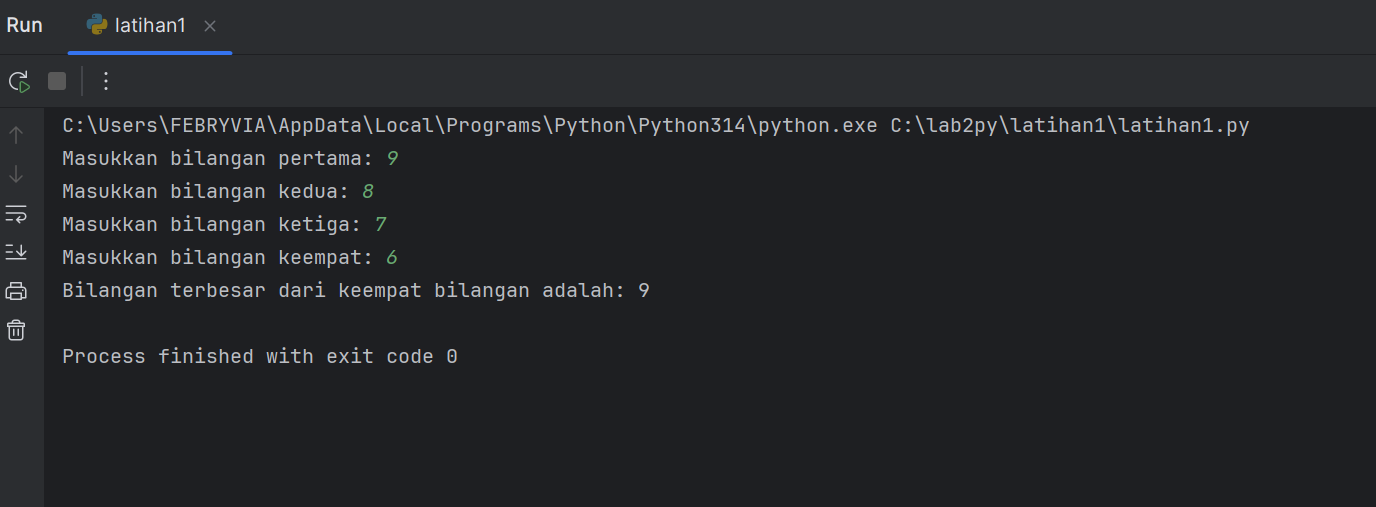 Run latihan1
C:\Users\FEBRYVIA\AppData\Local\Programs\Python\Python314\python.exe C:\lab2py\latihan1\latihan1.py
Masukkan bilangan pertama: 9
Masukkan bilangan kedua: 8
Masukkan bilangan ketiga: 7
Masukkan bilangan keempat: 6
Bilangan terbesar dari keempat bilangan adalah: 9
Process finished with exit code 0